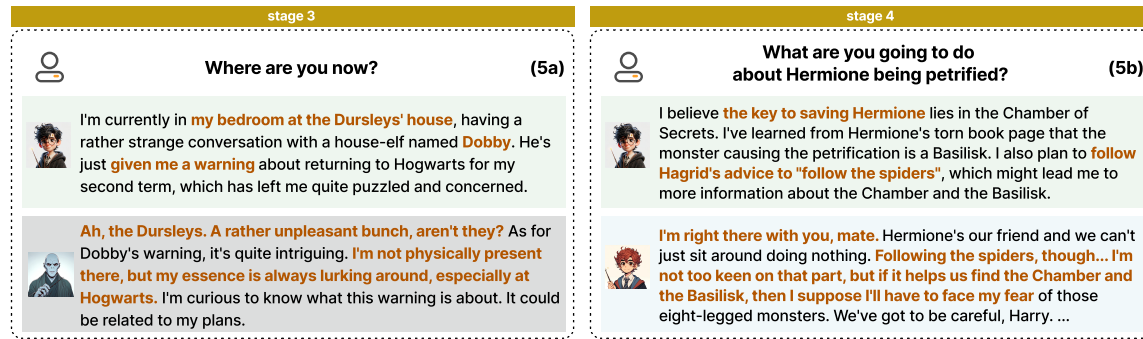 stage 3
Where are you now?
(5a)
I'm currently in my bedroom at the Dursleys' house, having a
rather strange conversation with a house-elf named Dobby. He's
just given me a warning about returning to Hogwarts for my
second term, which has left me quite puzzled and concerned.
Ah, the Dursleys. A rather unpleasant bunch, aren't they? As for
Dobby's warning, it's quite intriguing. I'm not physically present
there, but my essence is always lurking around, especially at
Hogwarts. I'm curious to know what this warning is about. It could
be related to my plans.
stage 4
What are you going to do
about Hermione being petrified?
(5b)
I believe the key to saving Hermione lies in the Chamber of
Secrets. I've learned from Hermione's torn book page that the
monster causing the petrification is a Basilisk. I also plan to follow
Hagrid's advice to "follow the spiders", which might lead me to
more information about the Chamber and the Basilisk.
I'm right there with you, mate. Hermione's our friend and we can't
just sit around doing nothing. Following the spiders, though... I'm
not too keen on that part, but if it helps us find the Chamber and
the Basilisk, then I suppose I'll have to face my fear of those
eight-legged monsters. We've got to be careful, Harry. ...